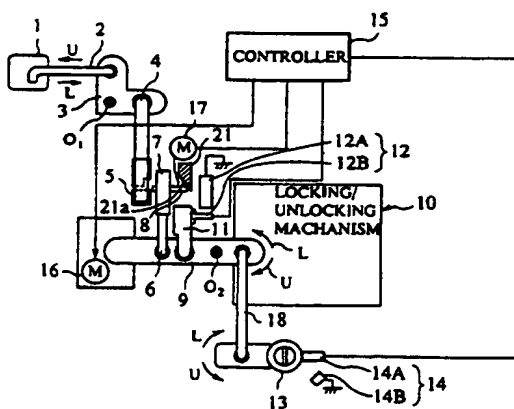 15
CONTROLLER
1
2
U
L
3
O1
4
17
M
21
7
12A
12B
12
5
21a
8
11
LOCKING/
UNLOCKING
MACHANISM
10
L
U
16
M
6
9
O2
18
L
U
13
14A
14B
14